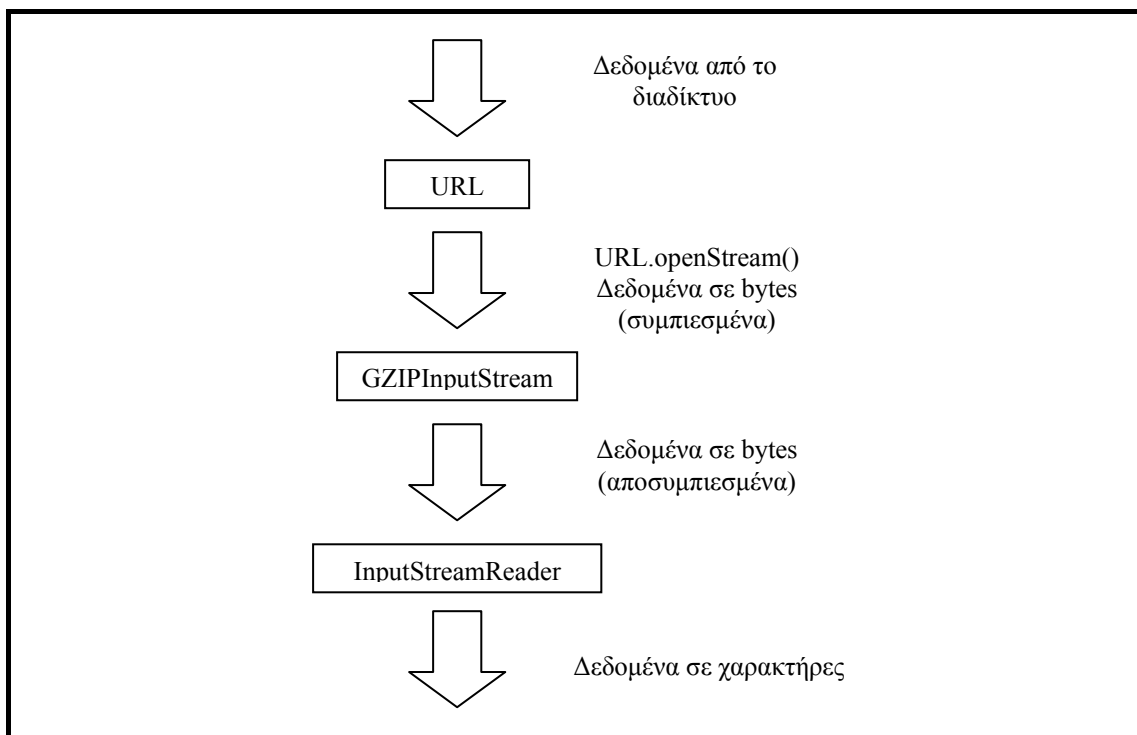 Δεδομένα από το
διαδίκτυο
URL
URL.openStream()
Δεδομένα σε bytes
(συμπιεσμένα)
GZIPInputStream
Δεδομένα σε bytes
(αποσυμπιεσμένα)
InputStreamReader
Δεδομένα σε χαρακτήρες